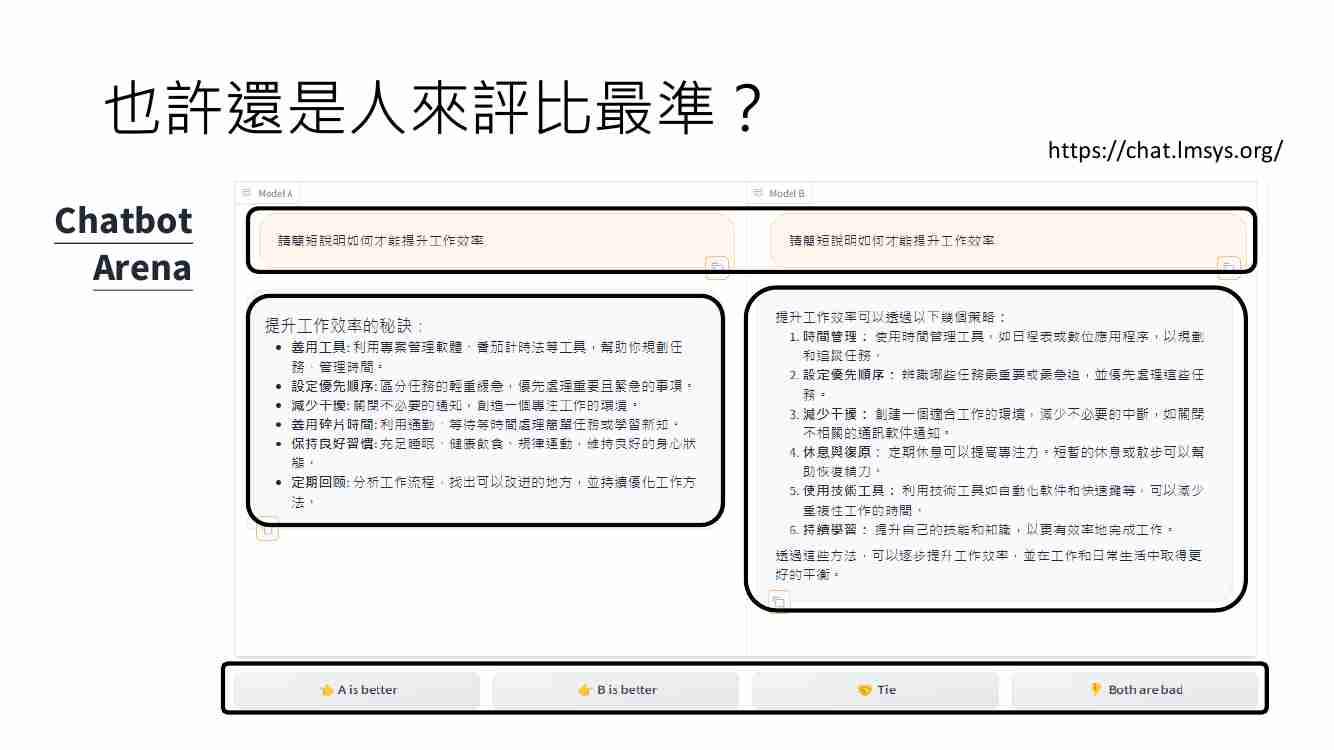 也許還是人來評比最準？
https://chat.lmsys.org/
Chatbot
Arena
Model A
Model B
請簡短說明如何才能提升工作效率
請簡短說明如何才能提升工作效率
提升工作效率的秘訣：
• 善用工具: 利用專案管理軟體、番茄計時法等工具，幫助你規劃任
務、管理時間。
• 設定優先順序: 區分任務的輕重緩急，優先處理重要且緊急的事項。
• 減少干擾: 關閉不必要的通知，創造一個專注工作的環境。
• 善用碎片時間: 利用通勤、等待等時間處理簡單任務或學習新知。
• 保持良好習慣: 充足睡眠、健康飲食、規律運動，維持良好的身心狀
態。
• 定期回顧: 分析工作流程，找出可以改進的地方，並持續優化工作方
法。
提升工作效率可以透過以下幾個策略：
1. 時間管理： 使用時間管理工具，如日程表或數位應用程序，以規劃
和追蹤任務。
2. 設定優先順序： 辨識哪些任務最重要或最急迫，並優先處理這些任
務。
3. 減少干擾： 創建一個適合工作的環境，減少不必要的中斷，如關閉
不相關的通訊軟件通知。
4. 休息與復原： 定期休息可以提高專注力。短暫的休息或散步可以幫
助恢復精力。
5. 使用技術工具： 利用技術工具如自動化軟件和快速鍵等，可以減少
重複性工作的時間。
6. 持續學習： 提升自己的技能和知識，以更有效率地完成工作。
透過這些方法，可以逐步提升工作效率，並在工作和日常生活中取得更
好的平衡。
👈 A is better
👉 B is better
🤝 Tie
👎 Both are bad